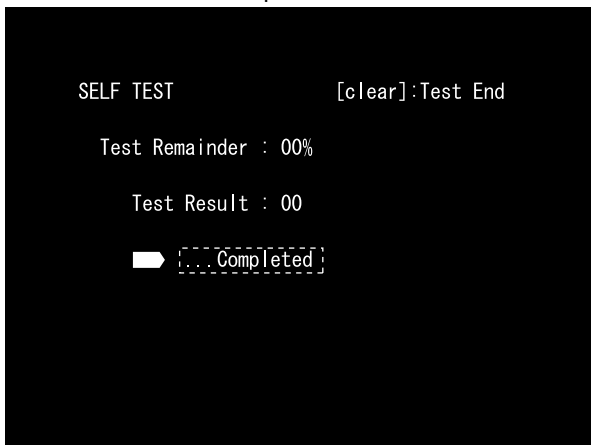 SELF TEST [clear]:Test End
Test Remainder : 00%
Test Result : 00
...Completed